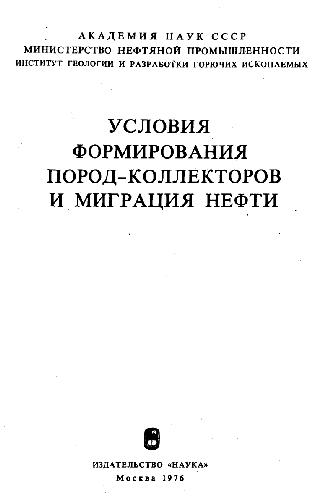 АКАДЕМИЯ НАУК СССР
МИНИСТЕРСТВО НЕФТЯНОЙ ПРОМЫШЛЕННОСТИ
ИНСТИТУТ ГЕОЛОГИИ И РАЗРАБОТКИ ГОРЮЧИХ ИСКОПАЕМЫХ
УСЛОВИЯ
ФОРМИРОВАНИЯ
ПОРОД-КОЛЛЕКТОРОВ
И МИГРАЦИЯ НЕФТИ
ИЗДАТЕЛЬСТВО «НАУКА»
Москва 1976